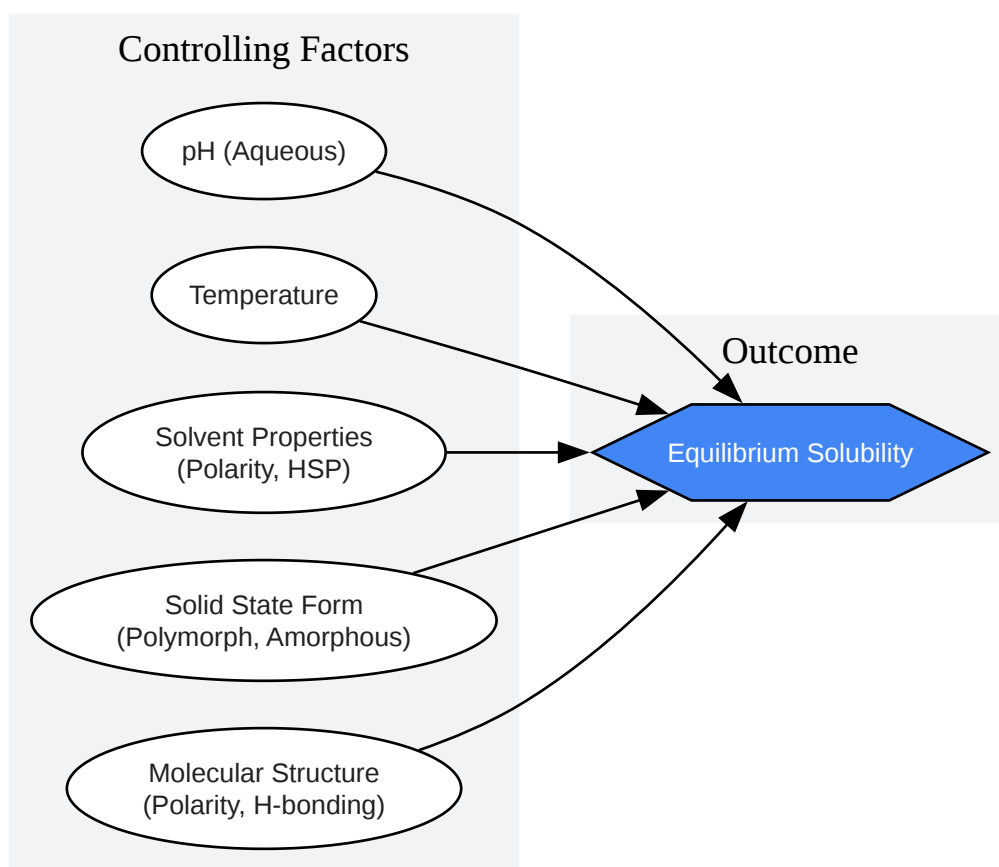 Controlling Factors
pH (Aqueous)
Temperature
Solvent Properties
(Polarity, HSP)
Solid State Form
(Polymorph, Amorphous)
Molecular Structure
(Polarity, H-bonding)
Outcome
Equilibrium Solubility